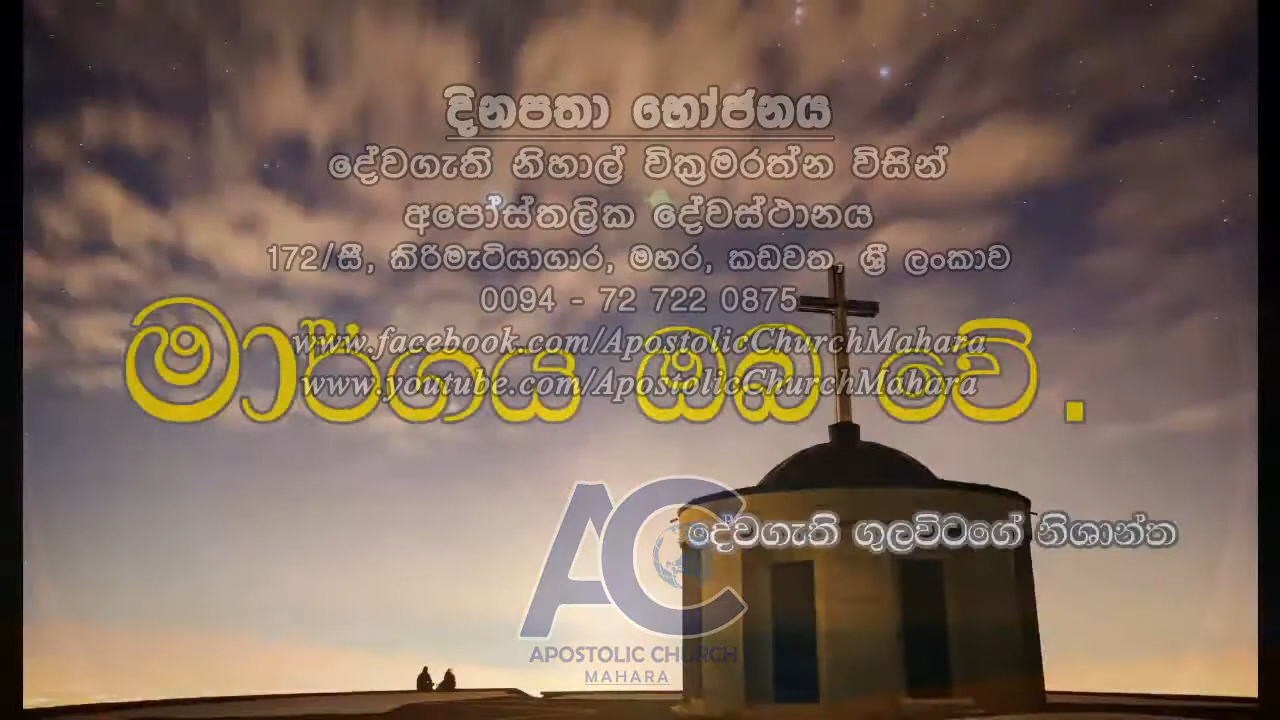 දිනපතා භෝජනය
දේවගැති නිහාල් වික්‍රමරත්න විසින්
අපෝස්තලික දේවස්ථානය
172/සී, කිරිමැටියාගාර, මහර, කඩවත, ශ්‍රී ලංකාව
0094 - 72 722 0875
www.facebook.com/ApostolicChurchMahara
මාර්ගය ඔබ වේ.
www.youtube.com/ApostolicChurchMahara
දේවගැති ගුලවිටගේ නිශාන්ත
AC
APOSTOLIC CHURCH
MAHARA